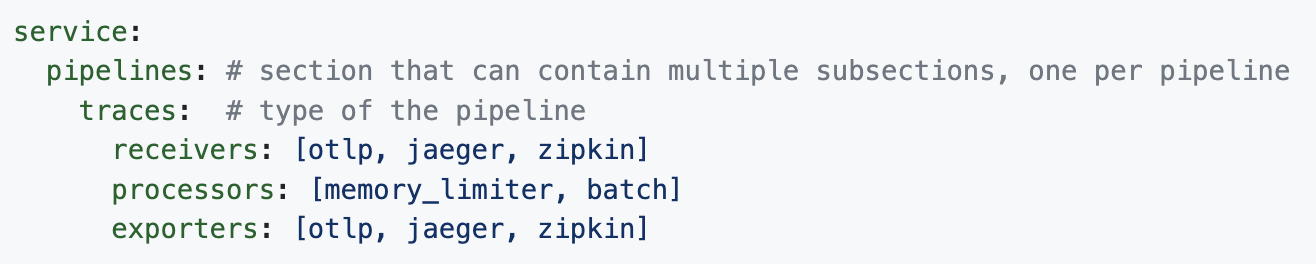 service:
  pipelines: # section that can contain multiple subsections, one per pipeline
    traces:  # type of the pipeline
      receivers: [otlp, jaeger, zipkin]
      processors: [memory_limiter, batch]
      exporters: [otlp, jaeger, zipkin]